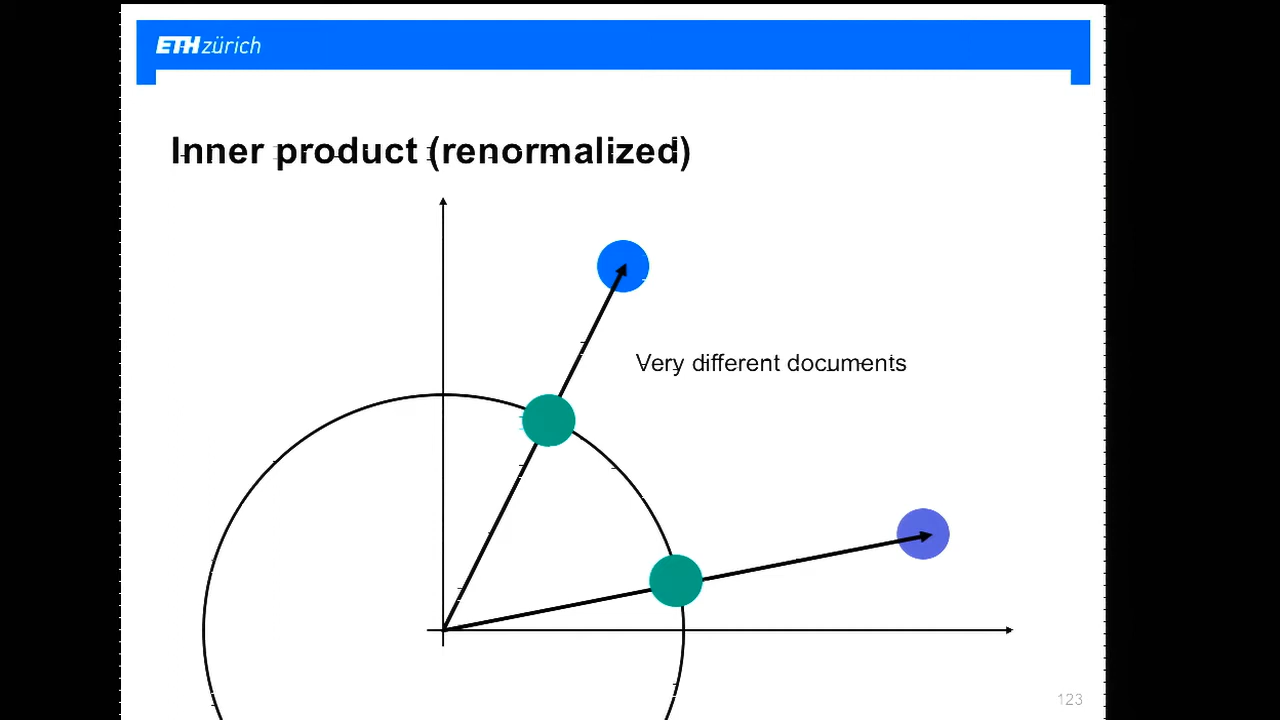 ETH zürich
Inner product (renormalized)
Very different documents
123